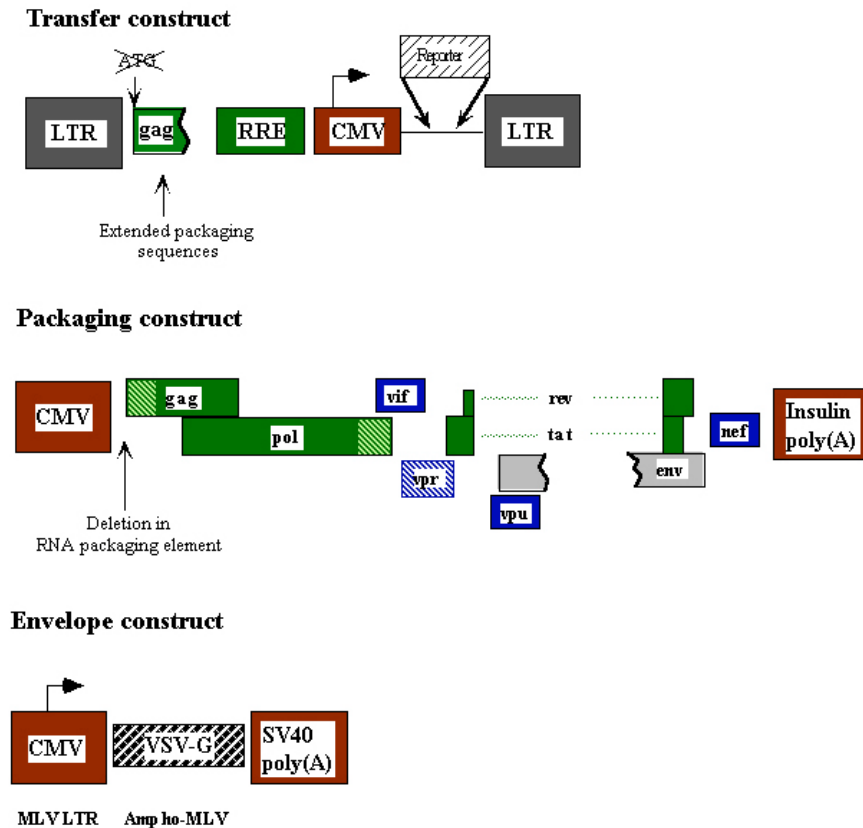 Transfer construct
ATG
Reporter
LTR
gag
RRE
CMV
LTR
Extended packaging
sequences
Packaging construct
CMV
gag
vif
rev
Insulin
poly(A)
pol
tat
nef
vpr
env
vpu
Deletion in
RNA packaging element
Envelope construct
CMV
VSV-G
SV40
poly(A)
MLV LTR
Ampho-MLV